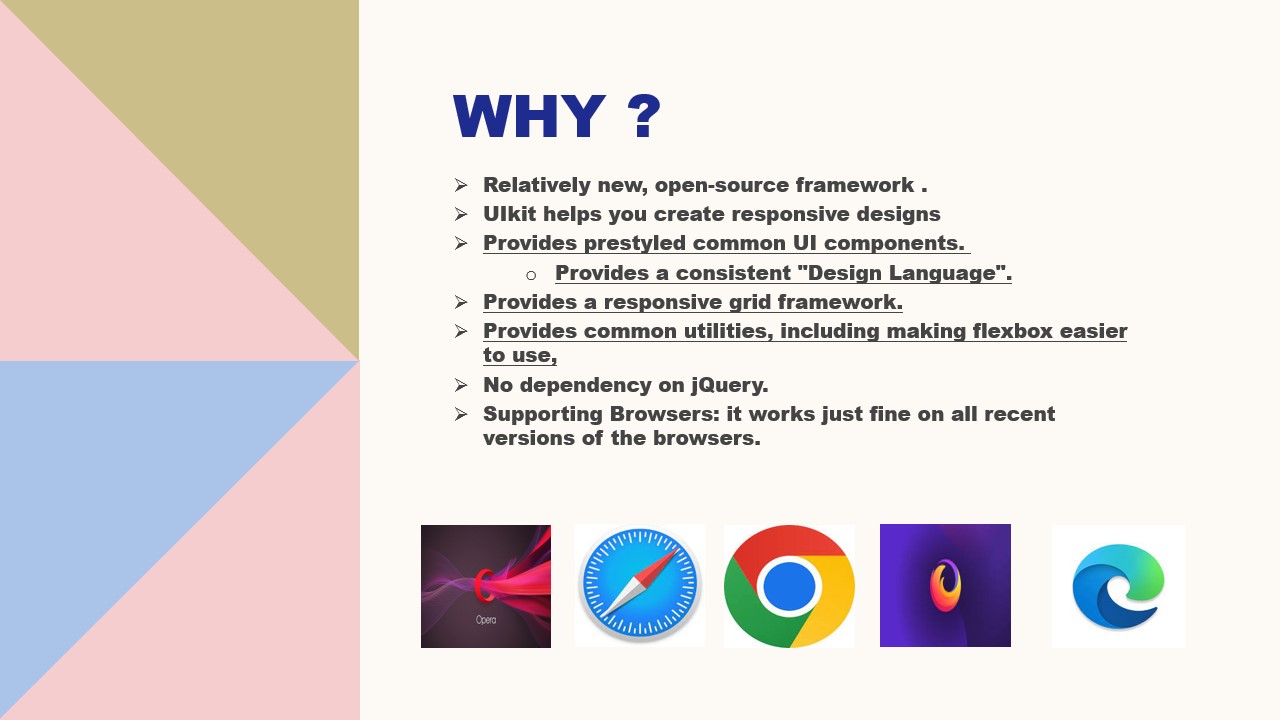 WHY ?
➢ Relatively new, open-source framework .
➢ UIkit helps you create responsive designs
➢ Provides prestyled common UI components.
o Provides a consistent "Design Language".
➢ Provides a responsive grid framework.
➢ Provides common utilities, including making flexbox easier
to use,
➢ No dependency on jQuery.
➢ Supporting Browsers: it works just fine on all recent
versions of the browsers.
Opera